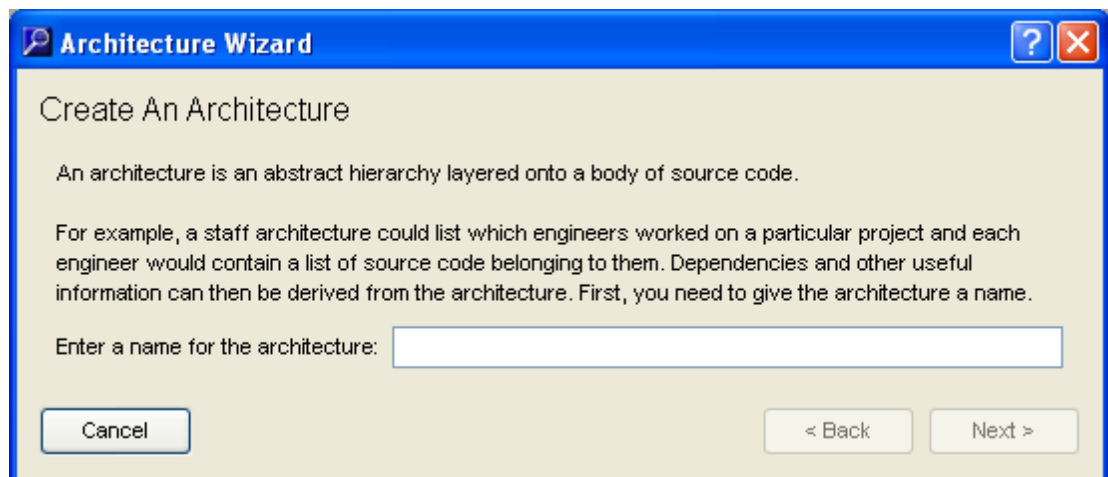 Architecture Wizard
Create An Architecture
An architecture is an abstract hierarchy layered onto a body of source code.
For example, a staff architecture could list which engineers worked on a particular project and each
engineer would contain a list of source code belonging to them. Dependencies and other useful
information can then be derived from the architecture. First, you need to give the architecture a name.
Enter a name for the architecture:
Cancel
< Back
Next >